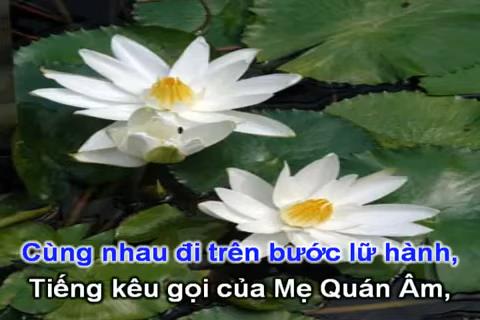 Cùng nhau đi trên bước lữ hành,
Tiếng kêu gọi của Mẹ Quán Âm,